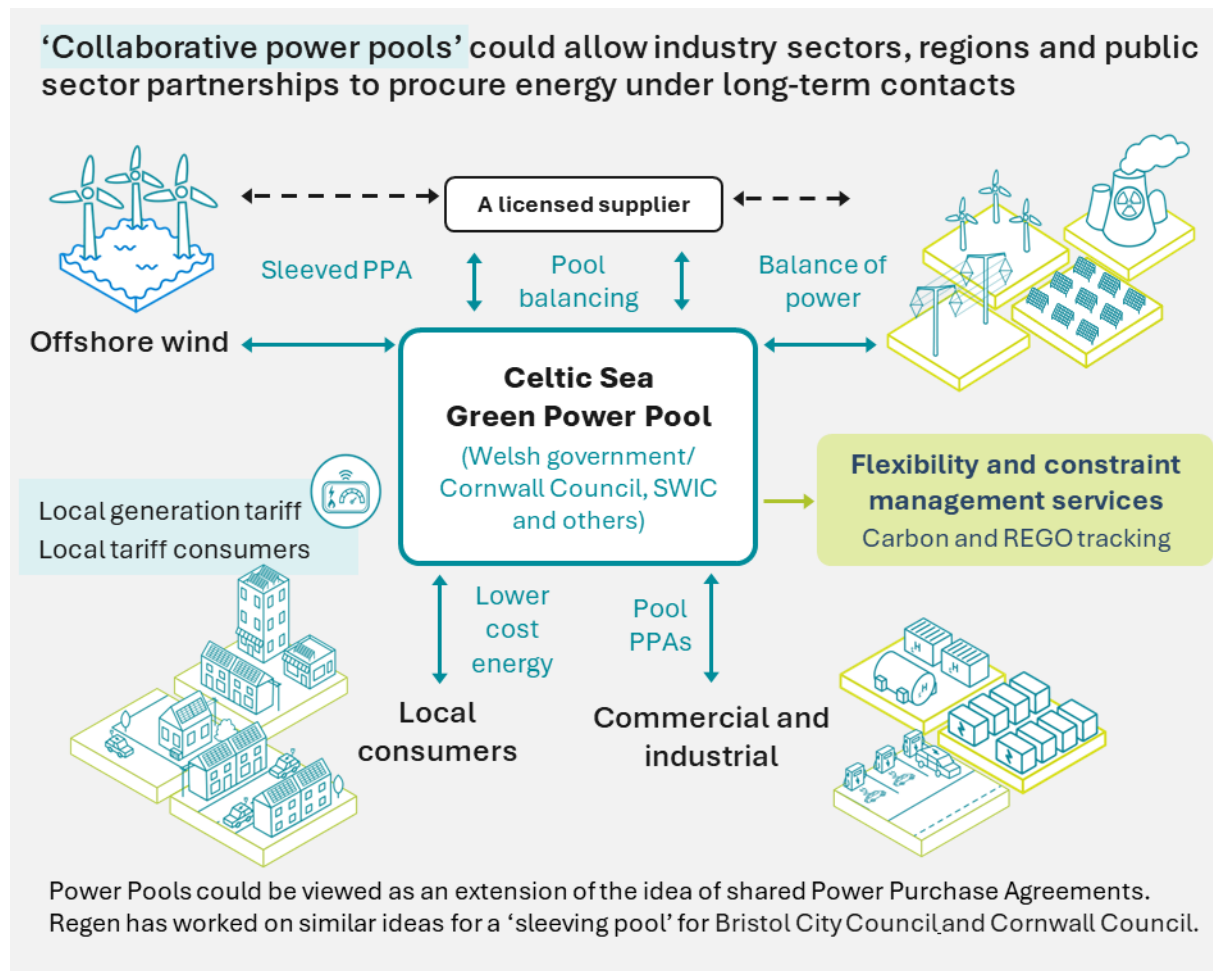 ‘Collaborative power pools’ could allow industry sectors, regions and public
sector partnerships to procure energy under long-term contacts
A licensed supplier
Sleeved PPA
Pool
balancing
Balance of
power
Offshore wind
Celtic Sea
Green Power Pool
(Welsh government/
Cornwall Council, SWIC
and others)
Flexibility and constraint
management services
Carbon and REGO tracking
Local generation tariff
Local tariff consumers
Lower
cost
energy
Pool
PPAs
Local
consumers
Commercial and
industrial
H
H
H
Power Pools could be viewed as an extension of the idea of shared Power Purchase Agreements.
Regen has worked on similar ideas for a ‘sleeving pool’ for Bristol City Council and Cornwall Council.